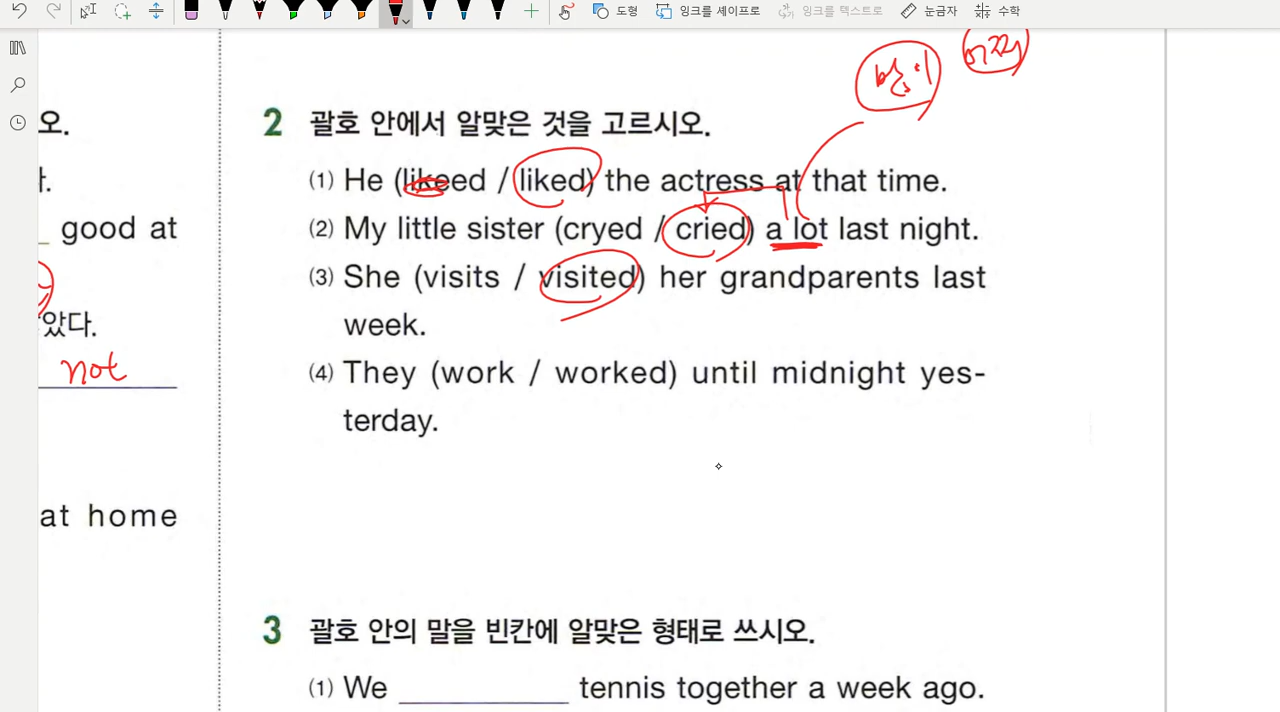 도형 잉크를 셰이프로 잉크를 텍스트로 눈금자 수학
많이
오.
2 괄호 안에서 알맞은 것을 고르시오.
(1) He (likeed / liked) the actress at that time.
good at
(2) My little sister (cryed / cried) a lot last night.
(3) She (visits / visited) her grandparents last
week.
았다.
not
(4) They (work / worked) until midnight yes-
terday.
at home
3 괄호 안의 말을 빈칸에 알맞은 형태로 쓰시오.
(1) We __________ tennis together a week ago.